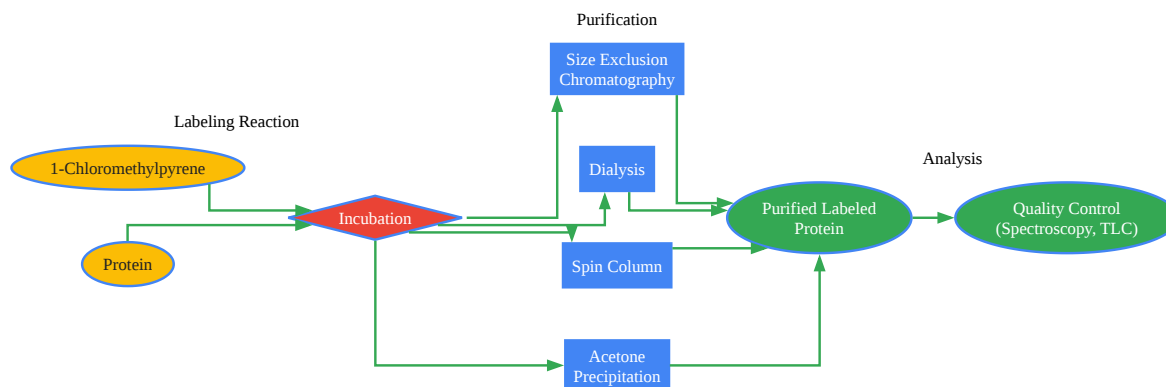 Purification
Size Exclusion
Chromatography
Labeling Reaction
1-Chloromethylpyrene
Dialysis
Analysis
Incubation
Purified Labeled
Protein
Quality Control
(Spectroscopy, TLC)
Protein
Spin Column
Acetone
Precipitation